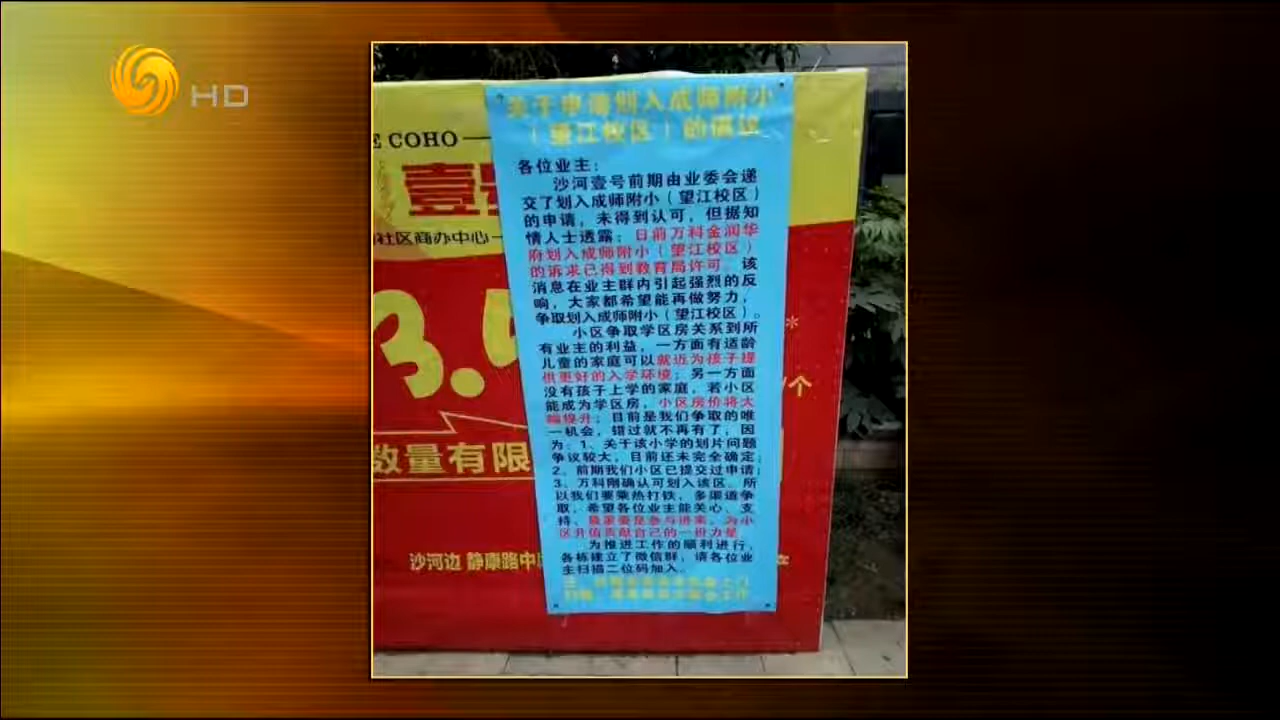 HD
关于申请划入成师附小
（望江校区）的倡议
各位业主：
沙河壹号前期由业委会递
交了划入成师附小（望江校区）
的申请，未得到认可，但据知
情人士透露：日前万科金润华
府划入成师附小（望江校区）
的诉求已得到教育局许可。该
消息在业主群内引起强烈的反
响，大家都希望能再做努力，
争取划入成师附小（望江校区）。
小区争取学区房关系到所
有业主的利益，一方面有适龄
儿童的家庭可以就近为孩子提
供更好的入学环境；另一方面
没有孩子上学的家庭，若小区
能成为学区房，小区房价将大
幅提升；目前是我们争取的唯
一机会，错过就不再有了，因
为：1、关于该小学的划片问题
争议较大，目前还未完全确定；
2、前期我们小区已提交过申请；
3、万科刚确认可划入该区。所
以我们要乘热打铁，多渠道争
取，希望各位业主能关心、支
持，最重要是参与进来，为小
区升值贡献自己的一份力量。
为推进工作的顺利进行，
各栋建立了微信群，请各位业
主扫描二位码加入。
E COHO
壹号
社区商办中心
3.
/个
数量有限
沙河边 静康路中